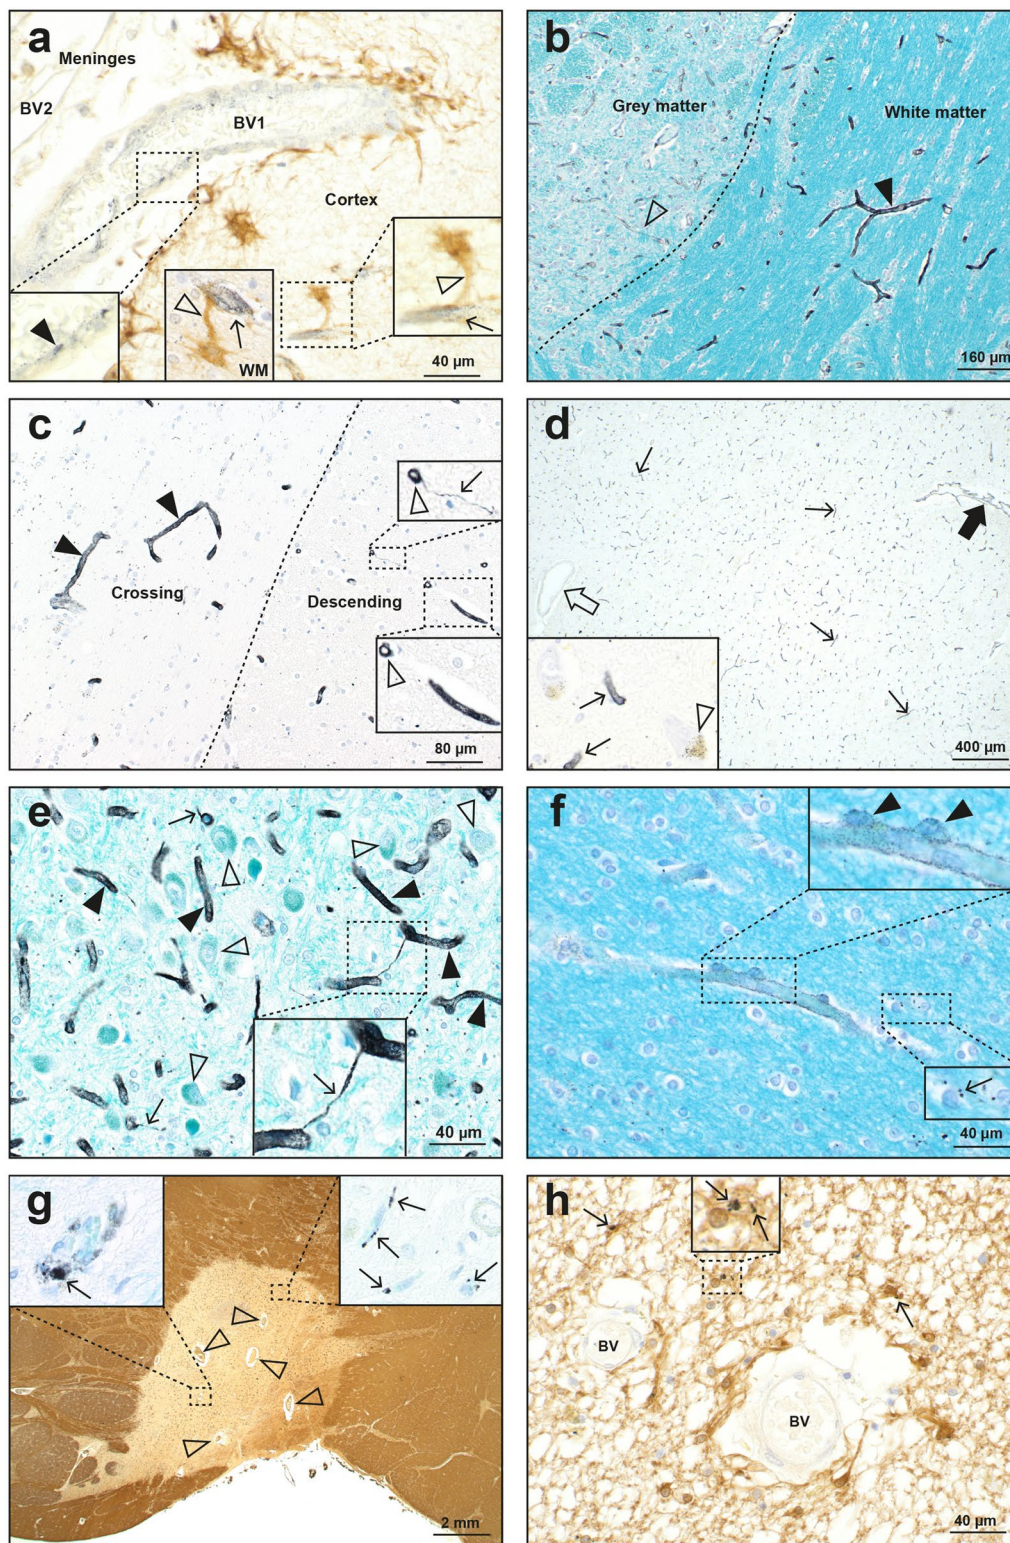 a
Meninges
BV2
BV1
Cortex
WM
40 µm
b
Grey matter
White matter
160 µm
c
Crossing
Descending
80 µm
d
400 µm
e
40 µm
f
40 µm
g
2 mm
h
BV
BV
40 µm